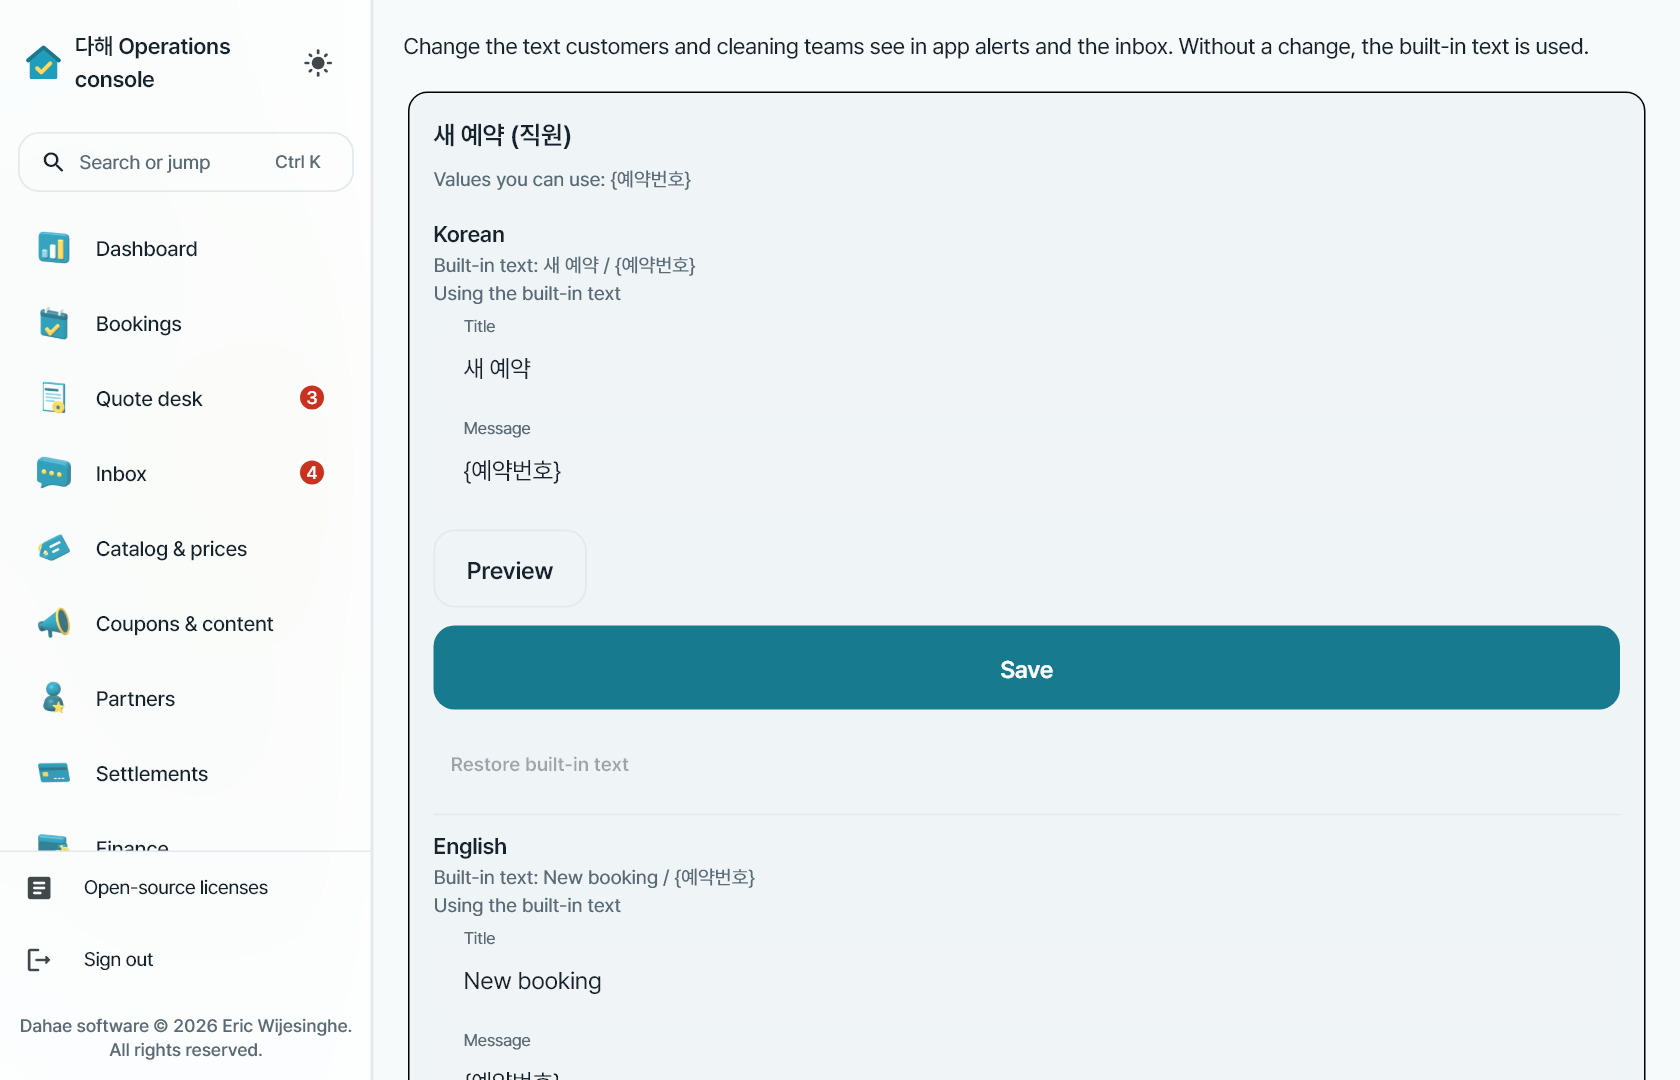 다해 Operations
console
Search or jump Ctrl K
Dashboard
Bookings
Quote desk 3
Inbox 4
Catalog & prices
Coupons & content
Partners
Settlements
Finance
Open-source licenses
Sign out
Dahae software © 2026 Eric Wijesinghe.
All rights reserved.
Change the text customers and cleaning teams see in app alerts and the inbox. Without a change, the built-in text is used.
새 예약 (직원)
Values you can use: {예약번호}
Korean
Built-in text: 새 예약 / {예약번호}
Using the built-in text
Title
새 예약
Message
{예약번호}
Preview
Save
Restore built-in text
English
Built-in text: New booking / {예약번호}
Using the built-in text
Title
New booking
Message
{예약번호}